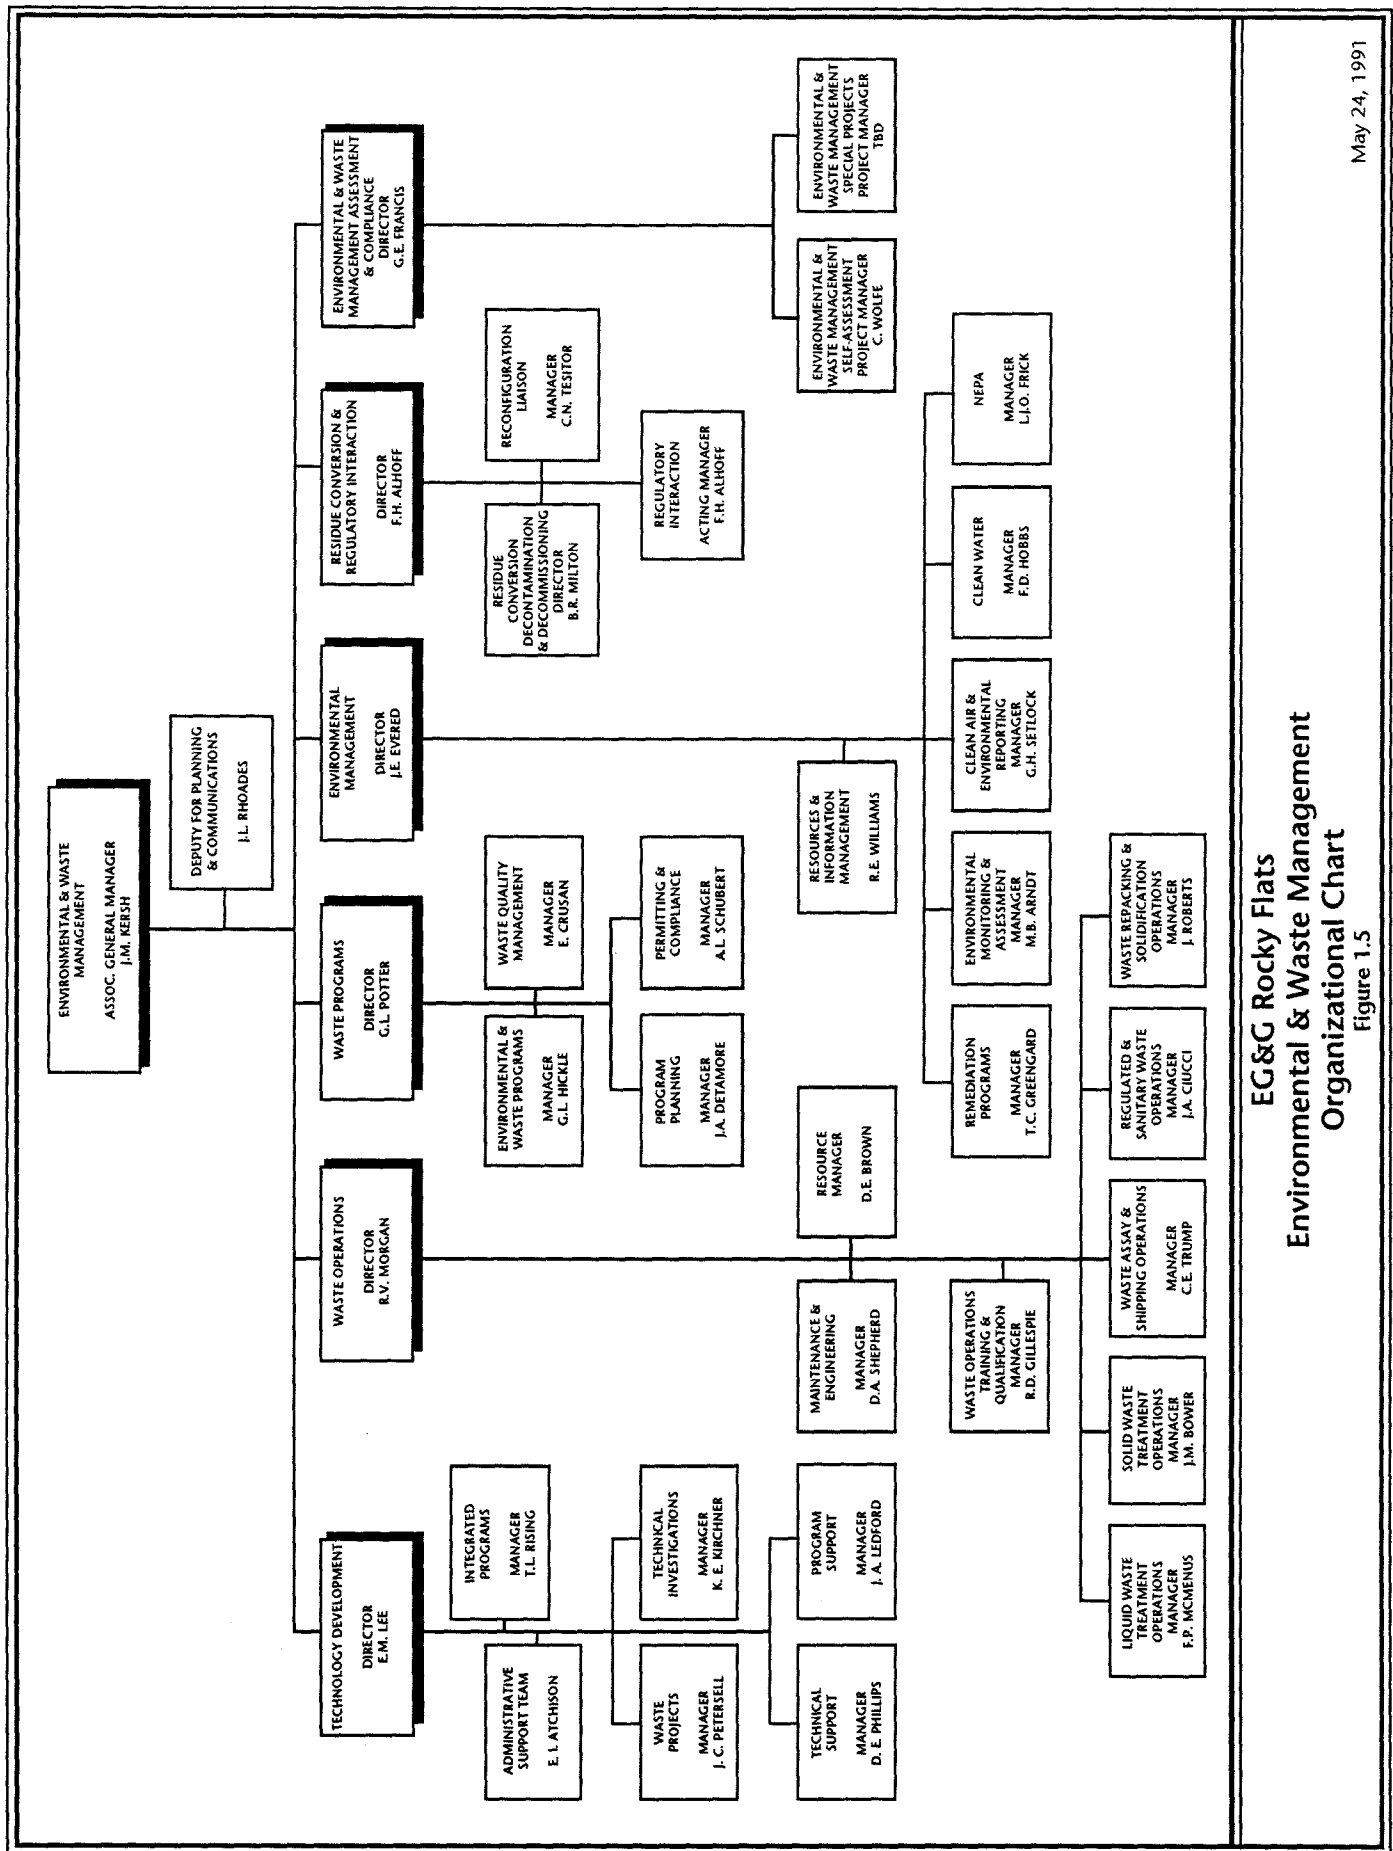 ENVIRONMENTAL & WASTE
MANAGEMENT
ASSOC. GENERAL MANAGER
J.M. KERSH
DEPUTY FOR PLANNING
& COMMUNICATIONS
J.L. RHOADES
TECHNOLOGY DEVELOPMENT
DIRECTOR
E.M. LEE
WASTE OPERATIONS
DIRECTOR
R.V. MORGAN
WASTE PROGRAMS
DIRECTOR
G.L. POTTER
ENVIRONMENTAL
MANAGEMENT
DIRECTOR
J.E. EVERED
RESIDUE CONVERSION &
REGULATORY INTERACTION
DIRECTOR
F.H. ALHOFF
ENVIRONMENTAL & WASTE
MANAGEMENT ASSESSMENT
& COMPLIANCE
DIRECTOR
G.E. FRANCIS
INTEGRATED
PROGRAMS
MANAGER
T.L. RISING
ADMINISTRATIVE
SUPPORT TEAM
E. I. ATCHISON
ENVIRONMENTAL &
WASTE PROGRAMS
MANAGER
G.L. HICKLE
WASTE QUALITY
MANAGEMENT
MANAGER
E. CRUSAN
RESIDUE
CONVERSION
DECONTAMINATION
& DECOMMISSIONING
DIRECTOR
B.R. MILTON
RECONFIGURATION
LIAISON
MANAGER
C.N. TESITOR
WASTE
PROJECTS
MANAGER
J. C. PETERSELL
TECHNICAL
INVESTIGATIONS
MANAGER
K. E. KIRCHNER
PROGRAM
PLANNING
MANAGER
J.A. DETAMORE
PERMITTING &
COMPLIANCE
MANAGER
A.L. SCHUBERT
REGULATORY
INTERACTION
ACTING MANAGER
F.H. ALHOFF
TECHNICAL
SUPPORT
MANAGER
D. E. PHILLIPS
PROGRAM
SUPPORT
MANAGER
J. A. LEDFORD
MAINTENANCE &
ENGINEERING
MANAGER
D.A. SHEPHERD
RESOURCE
MANAGER
D.E. BROWN
RESOURCES &
INFORMATION
MANAGEMENT
R.E. WILLIAMS
ENVIRONMENTAL &
WASTE MANAGEMENT
SELF-ASSESSMENT
PROJECT MANAGER
C. WOLFE
ENVIRONMENTAL &
WASTE MANAGEMENT
SPECIAL PROJECTS
PROJECT MANAGER
TBD
WASTE OPERATIONS
TRAINING &
QUALIFICATION
MANAGER
R.D. GILLESPIE
REMEDIATION
PROGRAMS
MANAGER
T.C. GREENGARD
ENVIRONMENTAL
MONITORING &
ASSESSMENT
MANAGER
M.B. ARNDT
CLEAN AIR &
ENVIRONMENTAL
REPORTING
MANAGER
G.H. SETLOCK
CLEAN WATER
MANAGER
F.D. HOBBS
NEPA
MANAGER
L.J.O. FRICK
LIQUID WASTE
TREATMENT
OPERATIONS
MANAGER
F.P. MCMENUS
SOLID WASTE
TREATMENT
OPERATIONS
MANAGER
J.M. BOWER
WASTE ASSAY &
SHIPPING OPERATIONS
MANAGER
C.E. TRUMP
REGULATED &
SANITARY WASTE
OPERATIONS
MANAGER
J.A. CIUCCI
WASTE REPACKING &
SOLIDIFICATION
OPERATIONS
MANAGER
J. ROBERTS
EG&G Rocky Flats
Environmental & Waste Management
Organizational Chart
Figure 1.5
May 24, 1991